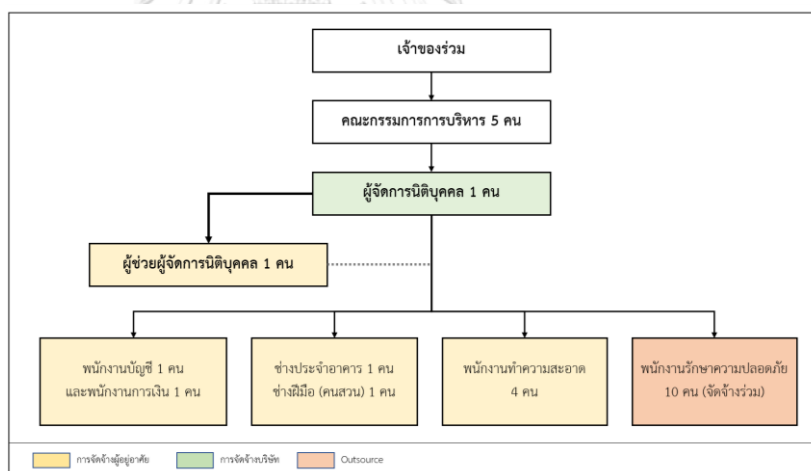 เจ้าของร่วม
คณะกรรมการการบริหาร 5 คน
ผู้จัดการนิติบุคคล 1 คน
ผู้ช่วยผู้จัดการนิติบุคคล 1 คน
พนักงานบัญชี 1 คน
และพนักงานการเงิน 1 คน
ช่างประจำอาคาร 1 คน
ช่างฝีมือ (คนสวน) 1 คน
พนักงานทำความสะอาด
4 คน
พนักงานรักษาความปลอดภัย
10 คน (จัดจ้างร่วม)
การจัดจ้างผู้อยู่อาศัย
การจัดจ้างบริษัท
Outsource